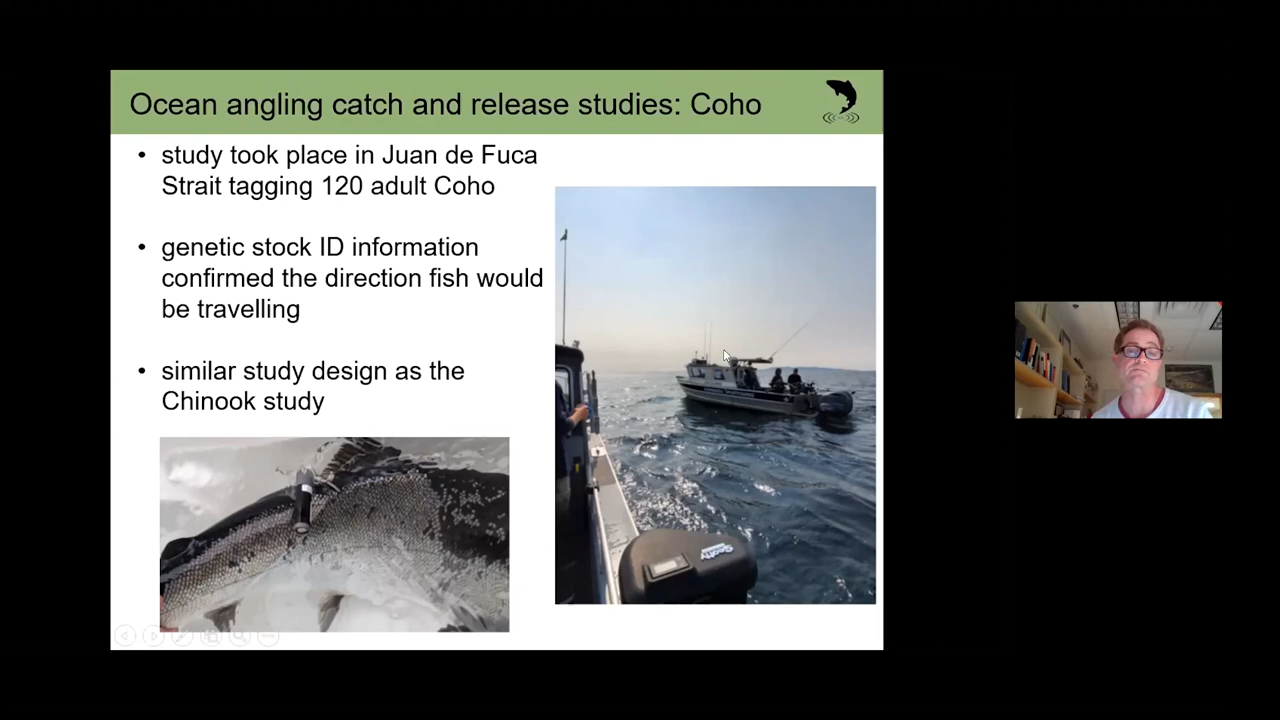 Ocean angling catch and release studies: Coho
• study took place in Juan de Fuca
Strait tagging 120 adult Coho
• genetic stock ID information
confirmed the direction fish would
be travelling
• similar study design as the
Chinook study
Scotty